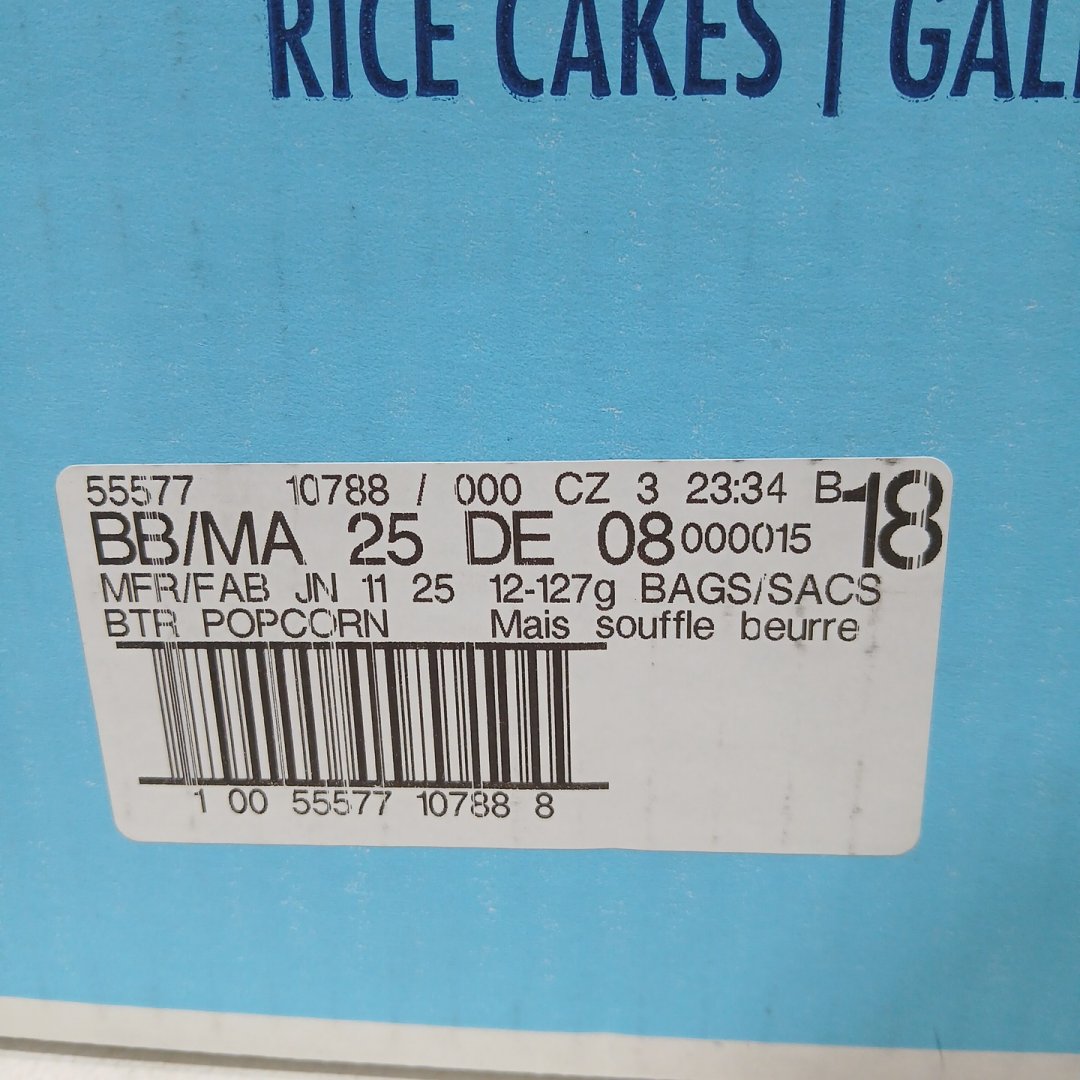 RICE CAKES | GAL
55577 10788 / 000 CZ 3 23:34 B 18
BB/MA 25 DE 08 000015
MFR/FAB JN 11 25 12-127g BAGS/SACS
BTR POPCORN Mais souffle beurre
1 00 55577 10788 8